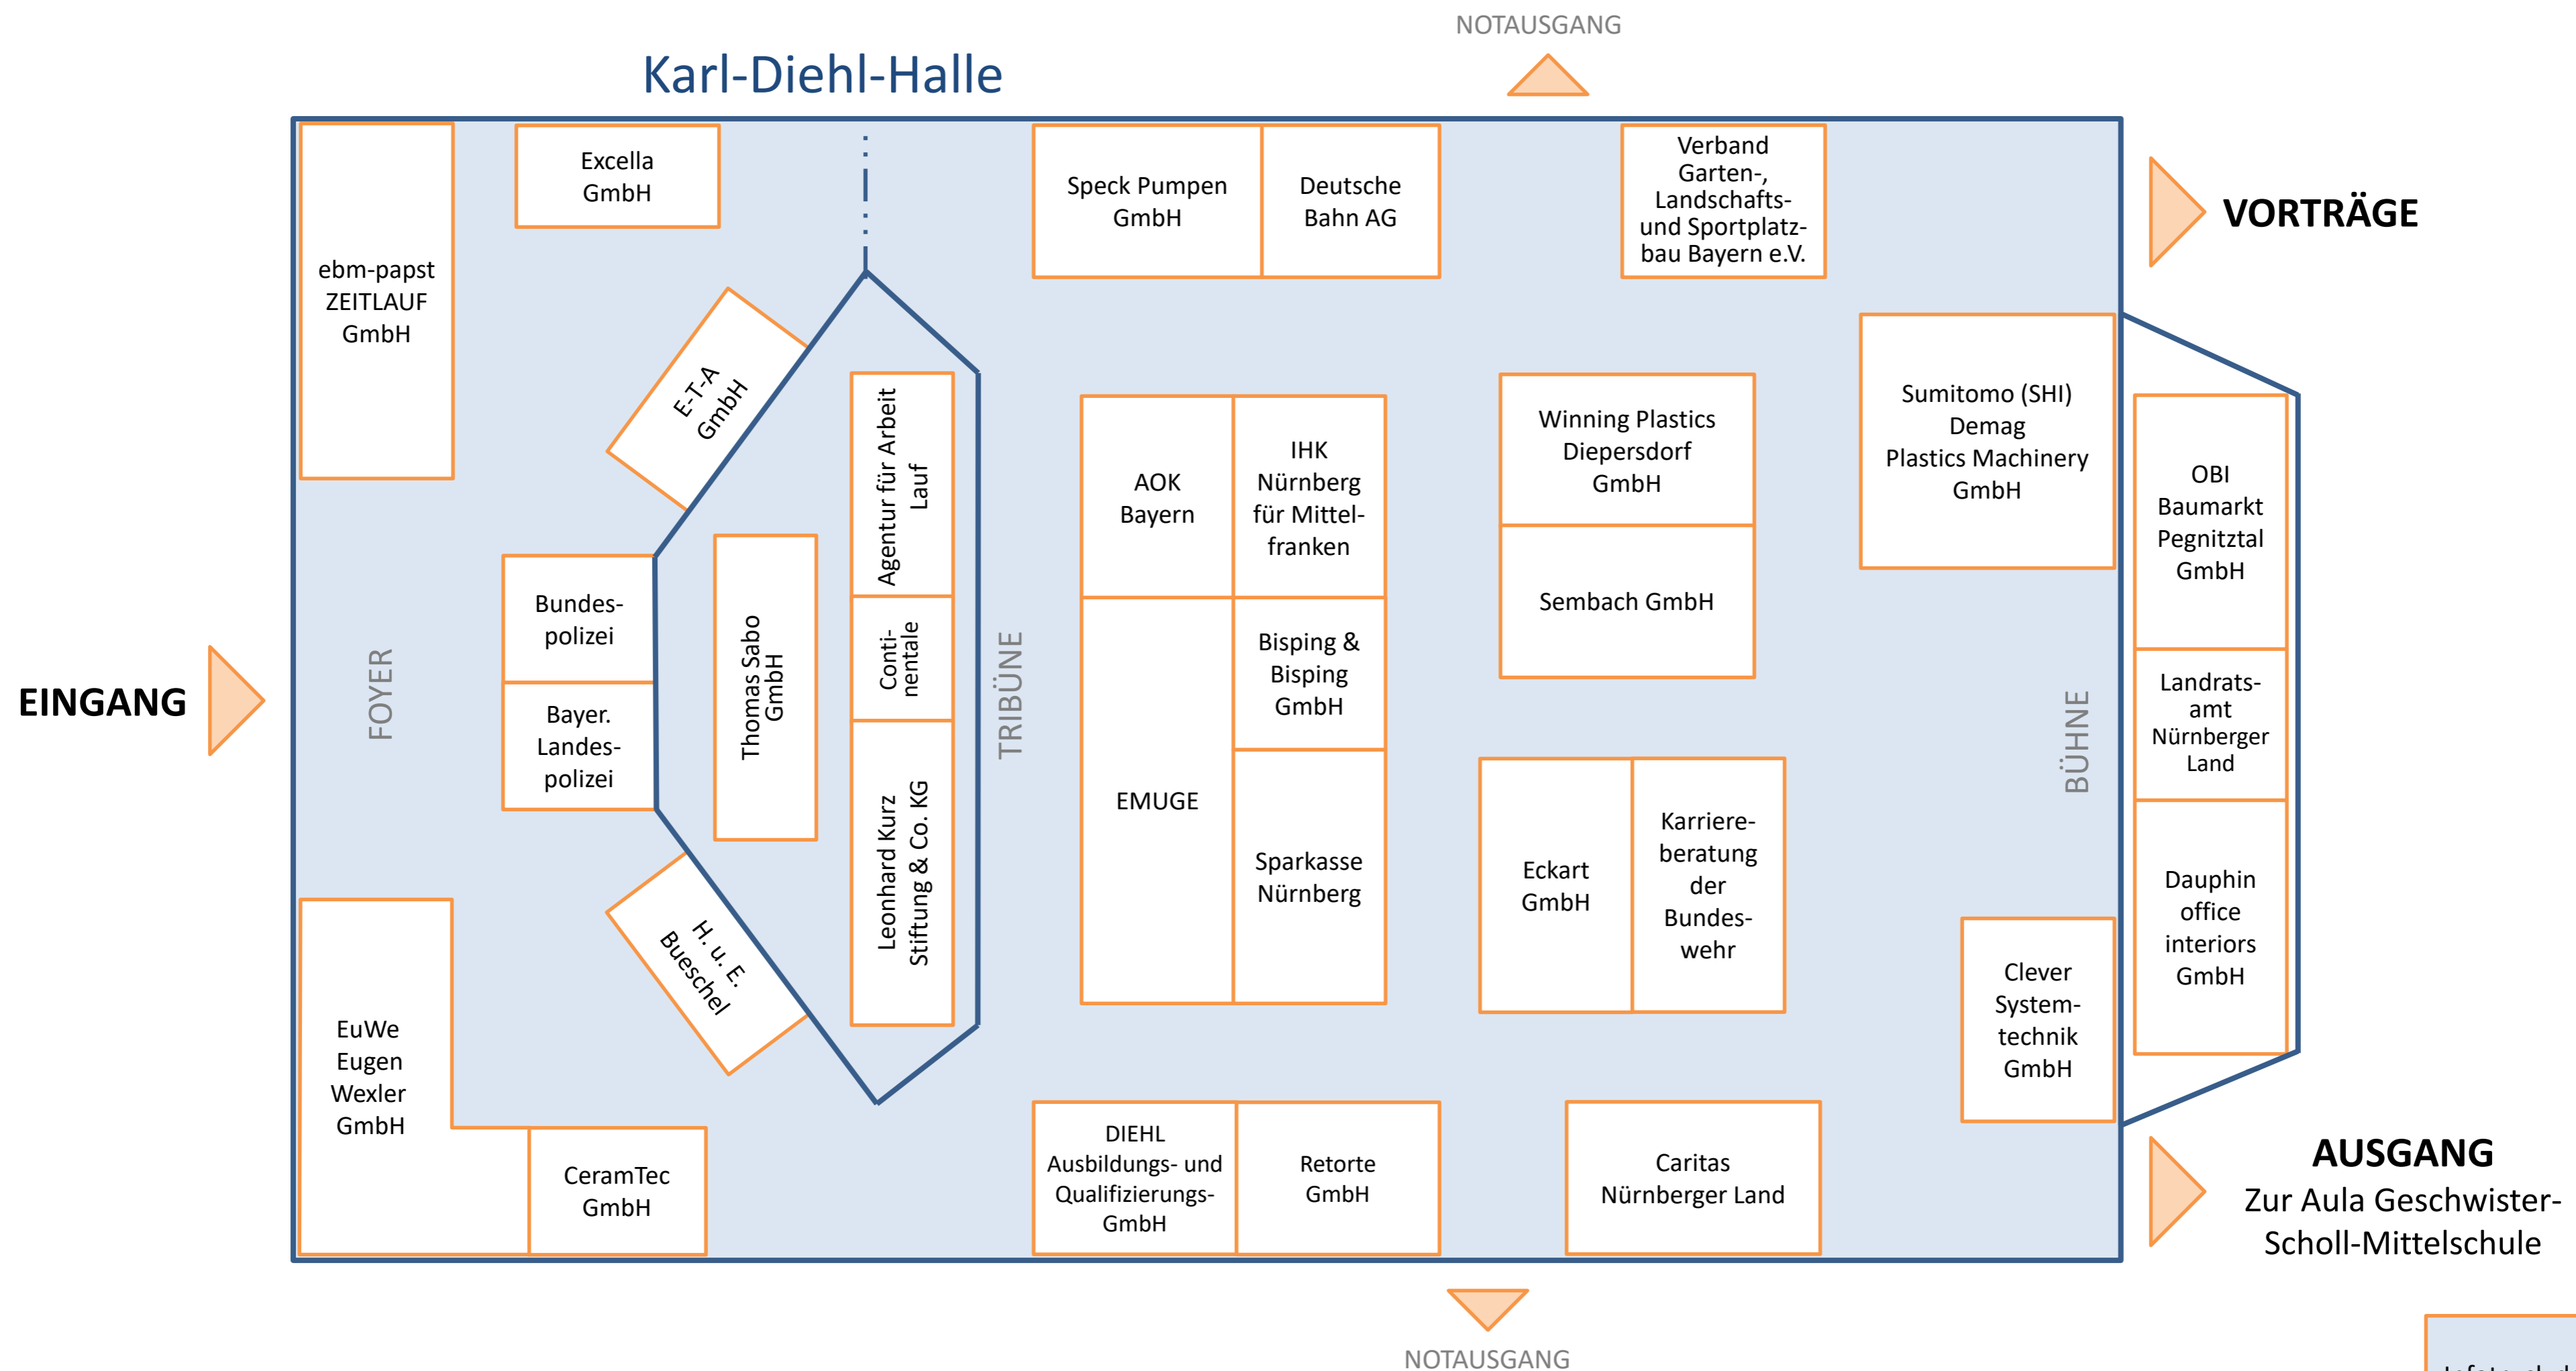 NOTAUSGANG
Karl-Diehl-Halle
Excella
GmbH
Speck Pumpen
GmbH
Deutsche
Bahn AG
Verband
Garten-,
Landschafts-
und Sportplatz-
bau Bayern e.V.
VORTRÄGE
ebm-papst
ZEITLAUF
GmbH
E-T-A
GmbH
Agentur für Arbeit
Lauf
AOK
Bayern
IHK
Nürnberg
für Mittel-
franken
Winning Plastics
Diepersdorf
GmbH
Sumitomo (SHI)
Demag
Plastics Machinery
GmbH
OBI
Baumarkt
Pegnitztal
GmbH
Bundes-
polizei
Sembach GmbH
EINGANG
FOYER
Bayer.
Landes-
polizei
Thomas Sabo
GmbH
Conti-
nentale
TRIBÜNE
Bisping &
Bisping
GmbH
BÜHNE
Landrats-
amt
Nürnberger
Land
Leonhard Kurz
Stiftung & Co. KG
EMUGE
Sparkasse
Nürnberg
Eckart
GmbH
Karriere-
beratung
der
Bundes-
wehr
Dauphin
office
interiors
GmbH
H. u. E.
Bueschel
Clever
System-
technik
GmbH
EuWe
Eugen
Wexler
GmbH
CeramTec
GmbH
DIEHL
Ausbildungs- und
Qualifizierungs-
GmbH
Retorte
GmbH
Caritas
Nürnberger Land
AUSGANG
Zur Aula Geschwister-
Scholl-Mittelschule
NOTAUSGANG